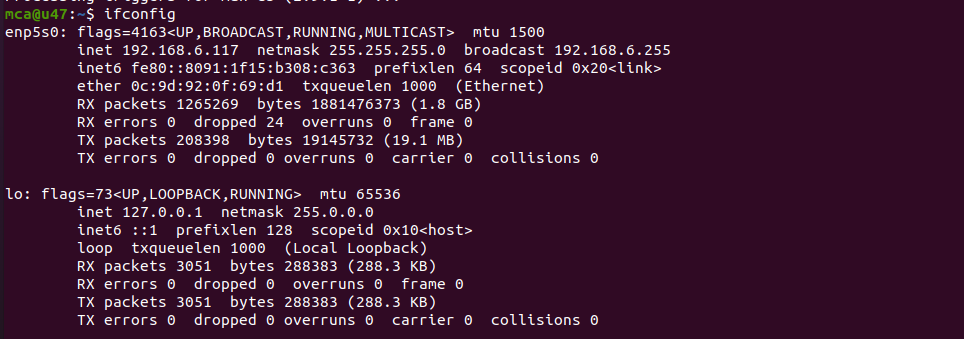 mca@u47:~$ ifconfig
enp5s0: flags=4163<UP,BROADCAST,RUNNING,MULTICAST>  mtu 1500
        inet 192.168.6.117  netmask 255.255.255.0  broadcast 192.168.6.255
        inet6 fe80::8091:1f15:b308:c363  prefixlen 64  scopeid 0x20<link>
        ether 0c:9d:92:0f:69:d1  txqueuelen 1000  (Ethernet)
        RX packets 1265269  bytes 1881476373 (1.8 GB)
        RX errors 0  dropped 24  overruns 0  frame 0
        TX packets 208398  bytes 19145732 (19.1 MB)
        TX errors 0  dropped 0 overruns 0  carrier 0  collisions 0
lo: flags=73<UP,LOOPBACK,RUNNING>  mtu 65536
        inet 127.0.0.1  netmask 255.0.0.0
        inet6 ::1  prefixlen 128  scopeid 0x10<host>
        loop  txqueuelen 1000  (Local Loopback)
        RX packets 3051  bytes 288383 (288.3 KB)
        RX errors 0  dropped 0  overruns 0  frame 0
        TX packets 3051  bytes 288383 (288.3 KB)
        TX errors 0  dropped 0 overruns 0  carrier 0  collisions 0